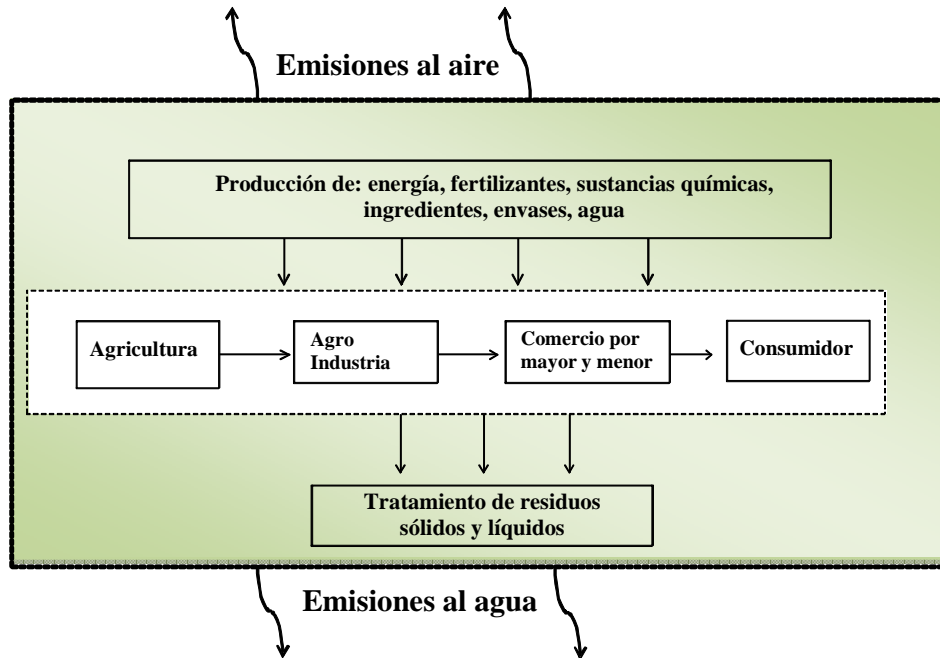 Emisiones al aire
Producción de: energía, fertilizantes, sustancias químicas,
ingredientes, envases, agua
Agricultura
Agro
Industria
Comercio por
mayor y menor
Consumidor
Tratamiento de residuos
sólidos y líquidos
Emisiones al agua